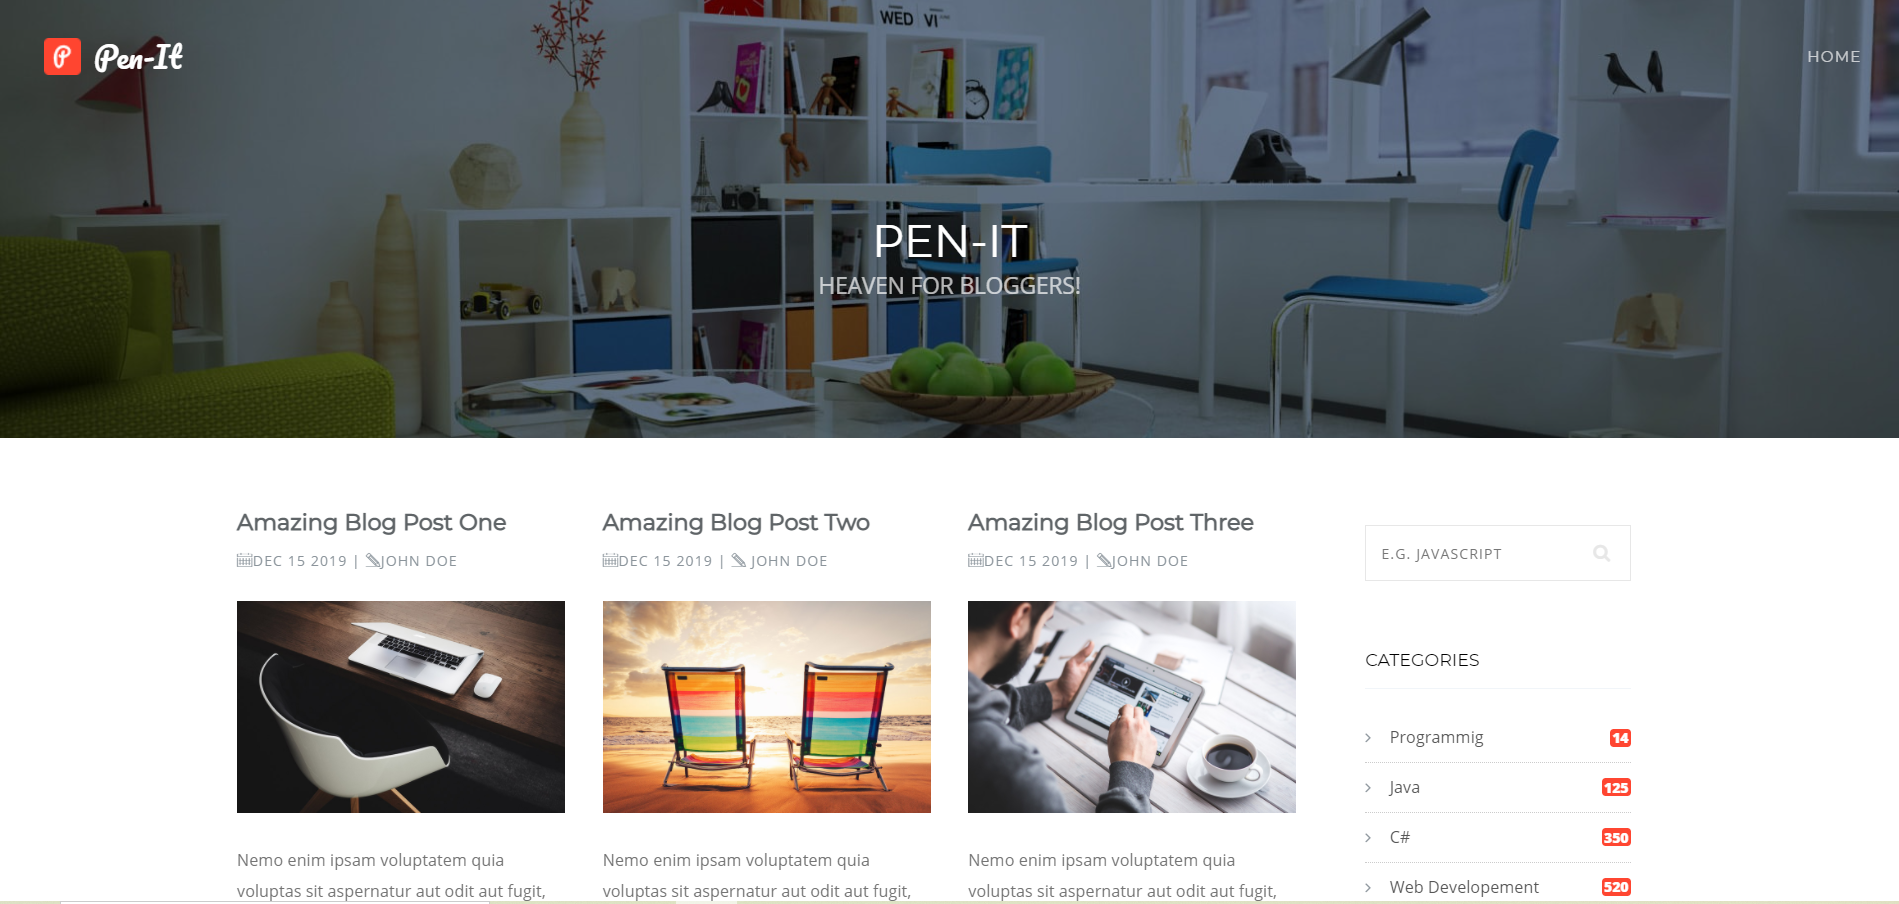 WED VI
P Pen-It
HOME
PEN-IT
HEAVEN FOR BLOGGERS!
Amazing Blog Post One
DEC 15 2019 | JOHN DOE
Nemo enim ipsam voluptatem quia
voluptas sit aspernatur aut odit aut fugit,
Amazing Blog Post Two
DEC 15 2019 | JOHN DOE
Nemo enim ipsam voluptatem quia
voluptas sit aspernatur aut odit aut fugit,
Amazing Blog Post Three
DEC 15 2019 | JOHN DOE
Nemo enim ipsam voluptatem quia
voluptas sit aspernatur aut odit aut fugit,
E.G. JAVASCRIPT
CATEGORIES
Programmig 14
Java 125
C# 350
Web Developement 520